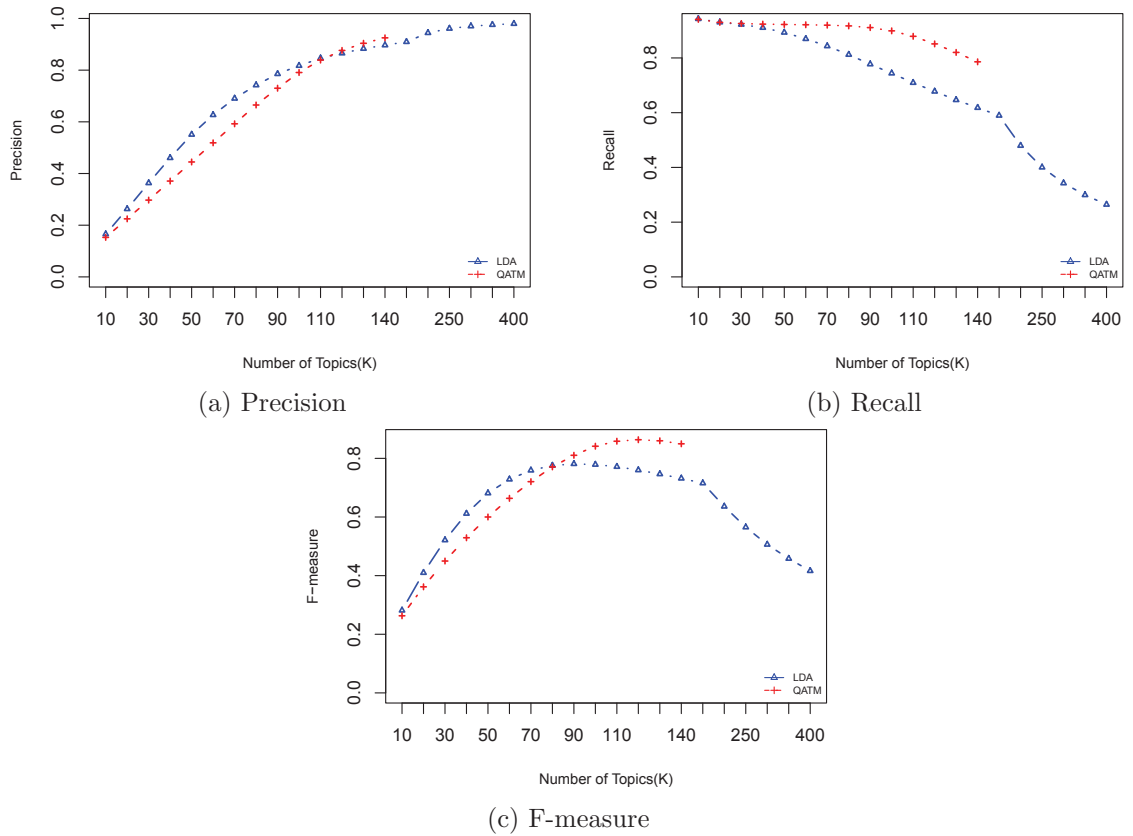 Precision
1.0
0.8
0.6
0.4
0.2
0.0
LDA
QATM
10 30 50 70 90 110 140 250 400
Number of Topics(K)
(a) Precision
Recall
0.8
0.6
0.4
0.2
0.0
LDA
QATM
10 30 50 70 90 110 140 250 400
Number of Topics(K)
(b) Recall
F−measure
0.8
0.6
0.4
0.2
0.0
LDA
QATM
10 30 50 70 90 110 140 250 400
Number of Topics(K)
(c) F-measure